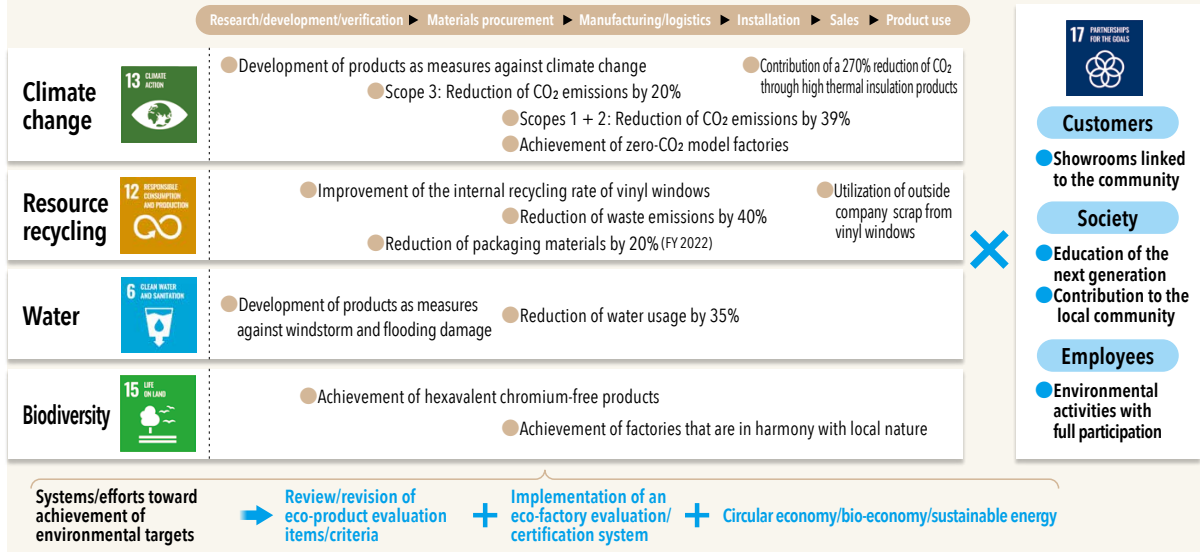 Research/development/verification ▶ Materials procurement ▶ Manufacturing/logistics ▶ Installation ▶ Sales ▶ Product use
Climate
change
13 CLIMATE
ACTION
Development of products as measures against climate change
Scope 3: Reduction of CO₂ emissions by 20%
Scopes 1 + 2: Reduction of CO₂ emissions by 39%
Achievement of zero-CO₂ model factories
Contribution of a 270% reduction of CO₂
through high thermal insulation products
Resource
recycling
12 RESPONSIBLE
CONSUMPTION
AND PRODUCTION
Improvement of the internal recycling rate of vinyl windows
Reduction of waste emissions by 40%
Reduction of packaging materials by 20% (FY 2022)
Utilization of outside
company scrap from
vinyl windows
Water
6 CLEAN WATER
AND SANITATION
Development of products as measures
against windstorm and flooding damage
Reduction of water usage by 35%
Biodiversity
15 LIFE
ON LAND
Achievement of hexavalent chromium-free products
Achievement of factories that are in harmony with local nature
17 PARTNERSHIPS
FOR THE GOALS
Customers
Showrooms linked
to the community
Society
Education of the
next generation
Contribution to the
local community
Employees
Environmental
activities with
full participation
Systems/efforts toward
achievement of
environmental targets
Review/revision of
eco-product evaluation
items/criteria
+
Implementation of an
eco-factory evaluation/
certification system
+
Circular economy/bio-economy/sustainable energy